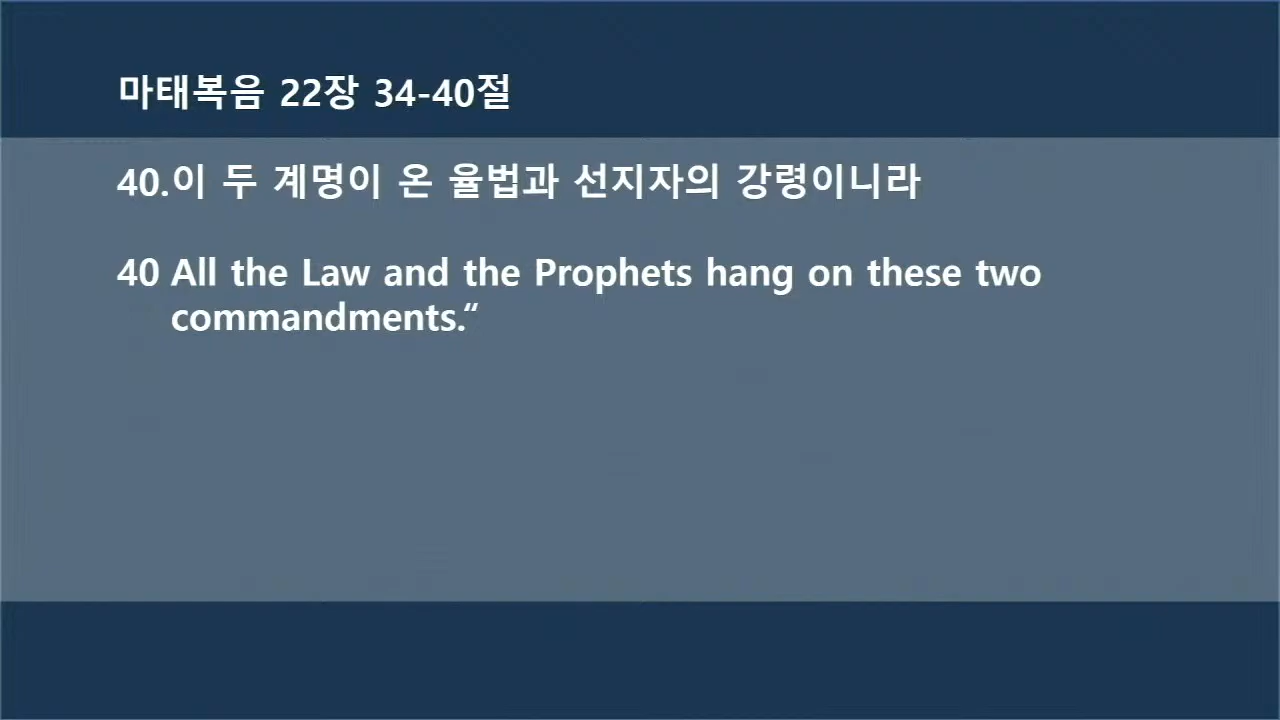 마태복음 22장 34-40절
40.이 두 계명이 온 율법과 선지자의 강령이니라
40 All the Law and the Prophets hang on these two
commandments.“